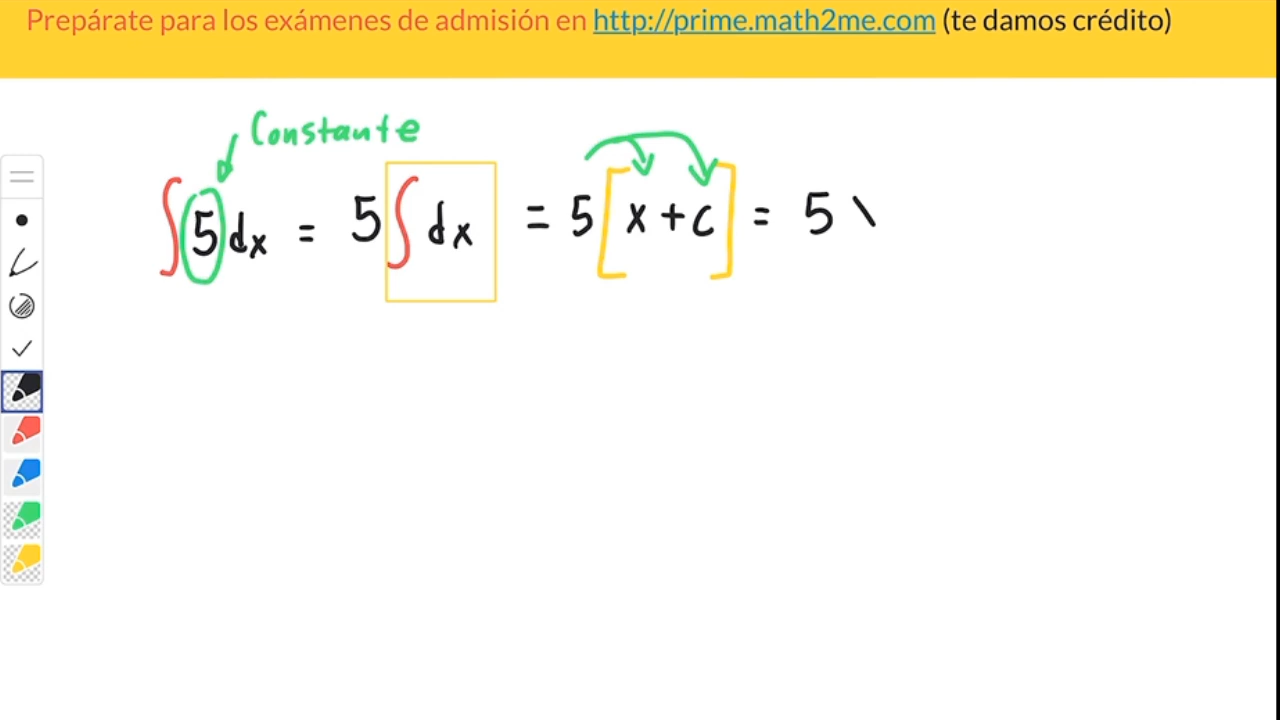 Prepárate para los exámenes de admisión en http://prime.math2me.com (te damos crédito)
Constante
∫5dx = 5∫dx = 5[x+c] = 5 \